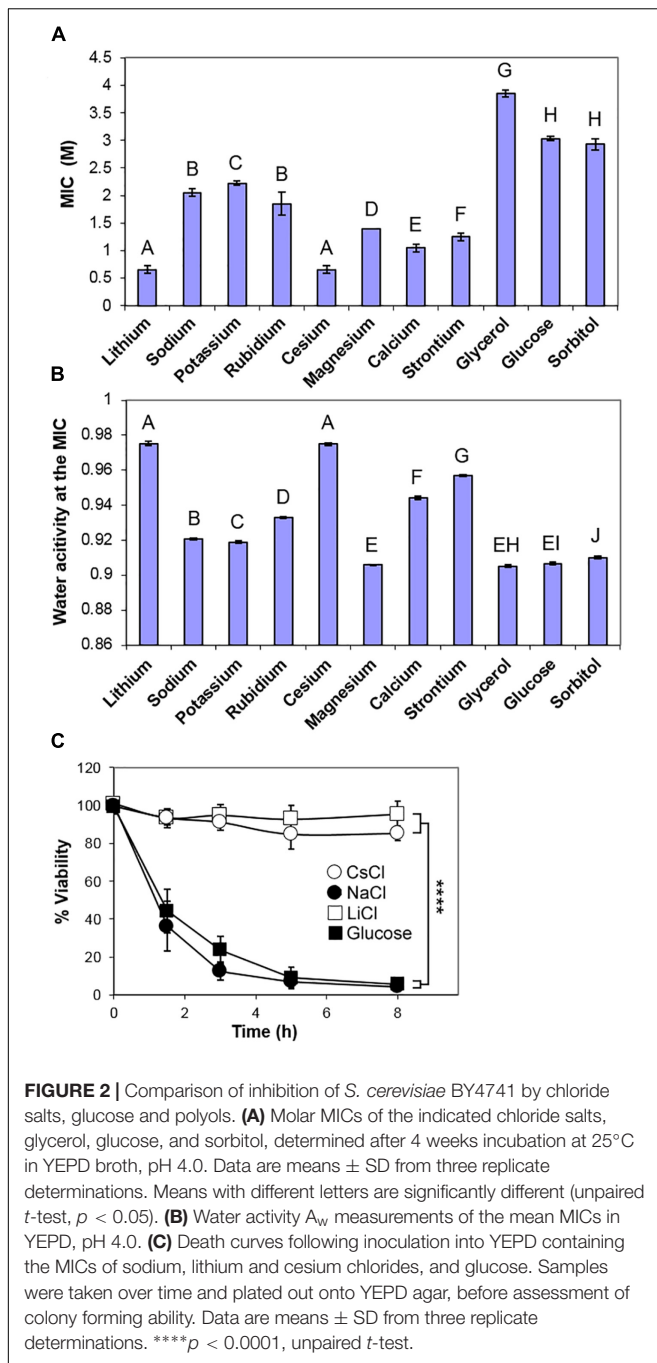 A
MIC (M)
4.5
4
3.5
3
2.5
2
1.5
1
0.5
0
A
B
C
B
A
D
E
F
G
H
H
Lithium
Sodium
Potassium
Rubidium
Cesium
Magnesium
Calcium
Strontium
Glycerol
Glucose
Sorbitol
B
Water acitivity at the MIC
1
0.98
0.96
0.94
0.92
0.9
0.88
0.86
A
B
C
D
A
E
F
G
EH
EI
J
Lithium
Sodium
Potassium
Rubidium
Cesium
Magnesium
Calcium
Strontium
Glycerol
Glucose
Sorbitol
C
% Viability
120
100
80
60
40
20
0
CsCl
NaCl
LiCl
Glucose
****
0
2
4
6
8
Time (h)
FIGURE 2 | Comparison of inhibition of S. cerevisiae BY4741 by chloride
salts, glucose and polyols. (A) Molar MICs of the indicated chloride salts,
glycerol, glucose, and sorbitol, determined after 4 weeks incubation at 25°C
in YEPD broth, pH 4.0. Data are means ± SD from three replicate
determinations. Means with different letters are significantly different (unpaired
t-test, p < 0.05). (B) Water activity Aw measurements of the mean MICs in
YEPD, pH 4.0. (C) Death curves following inoculation into YEPD containing
the MICs of sodium, lithium and cesium chlorides, and glucose. Samples
were taken over time and plated out onto YEPD agar, before assessment of
colony forming ability. Data are means ± SD from three replicate
determinations. ****p < 0.0001, unpaired t-test.